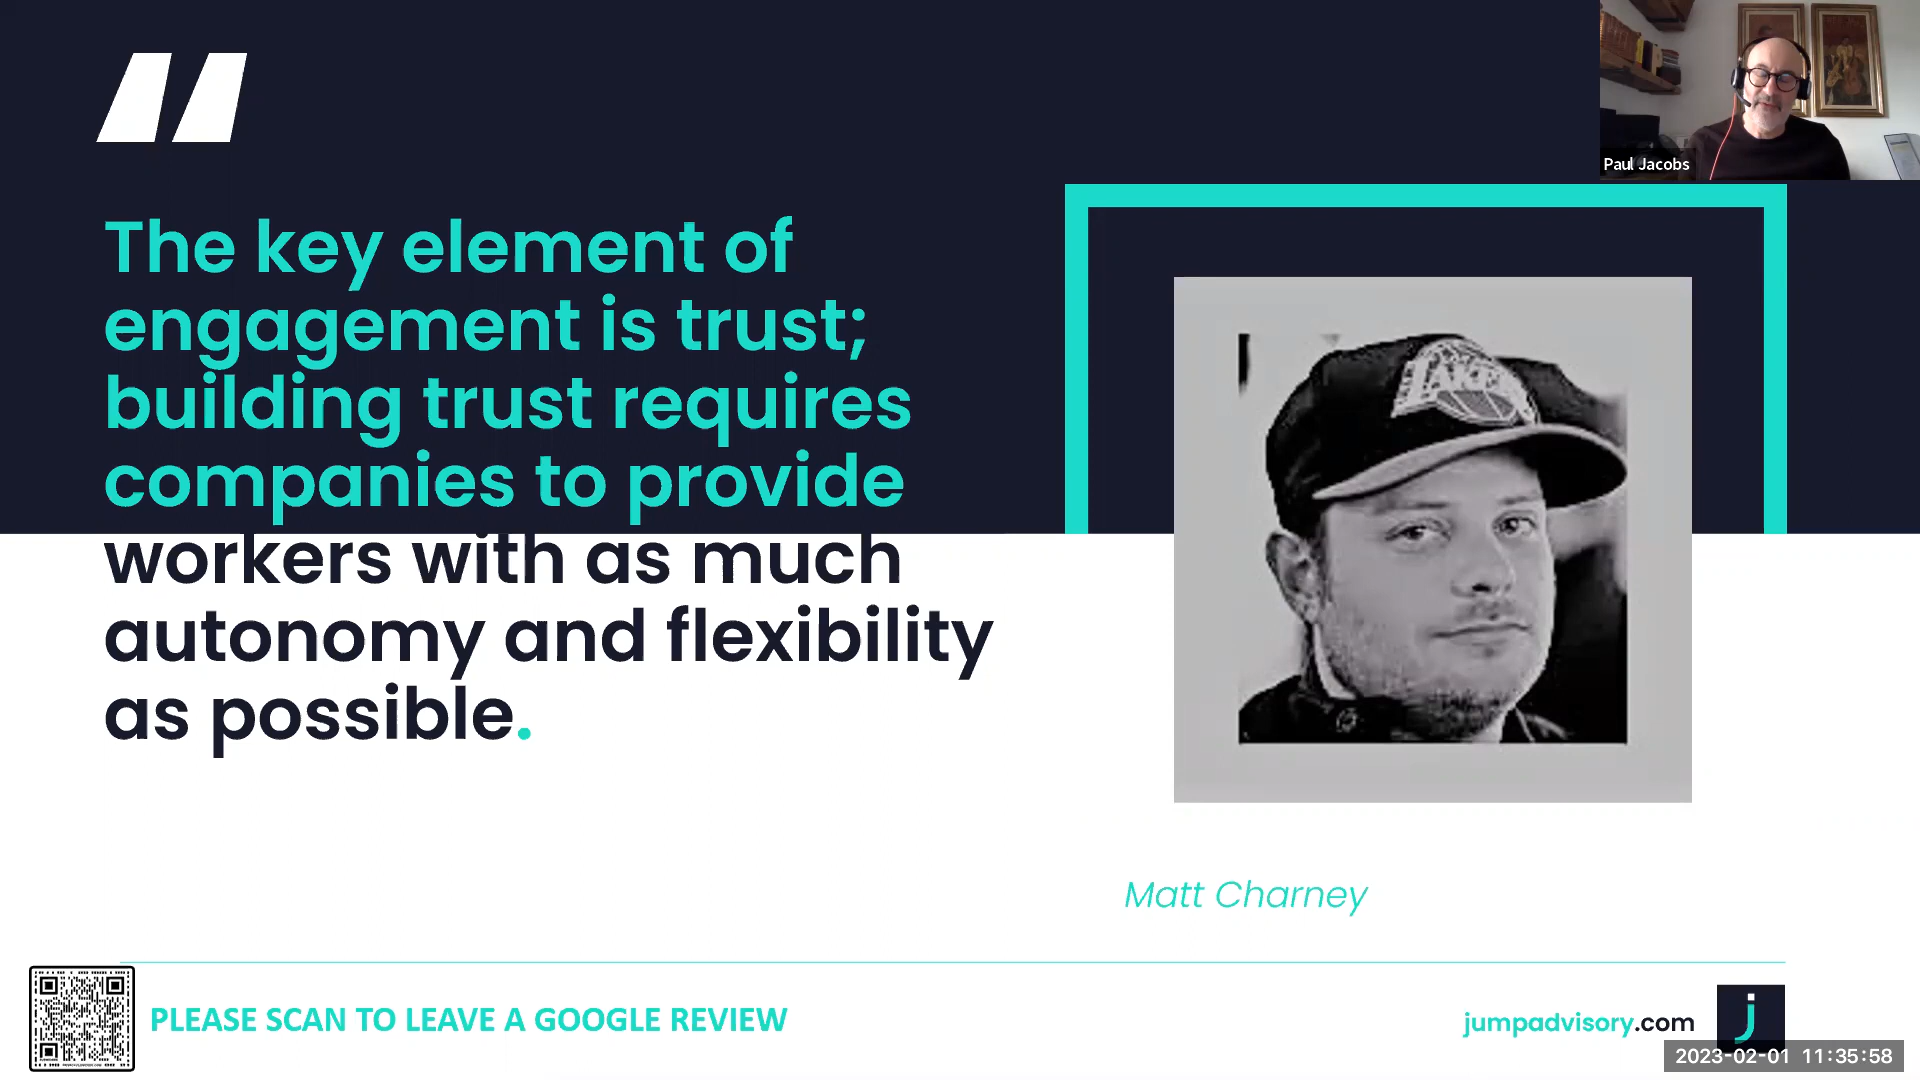 Paul Jacobs
The key element of
engagement is trust;
building trust requires
companies to provide
workers with as much
autonomy and flexibility
as possible.
LAKERS
Matt Charney
PLEASE SCAN TO LEAVE A GOOGLE REVIEW
jumpadvisory.com
j
2023-02-01 11:35:58